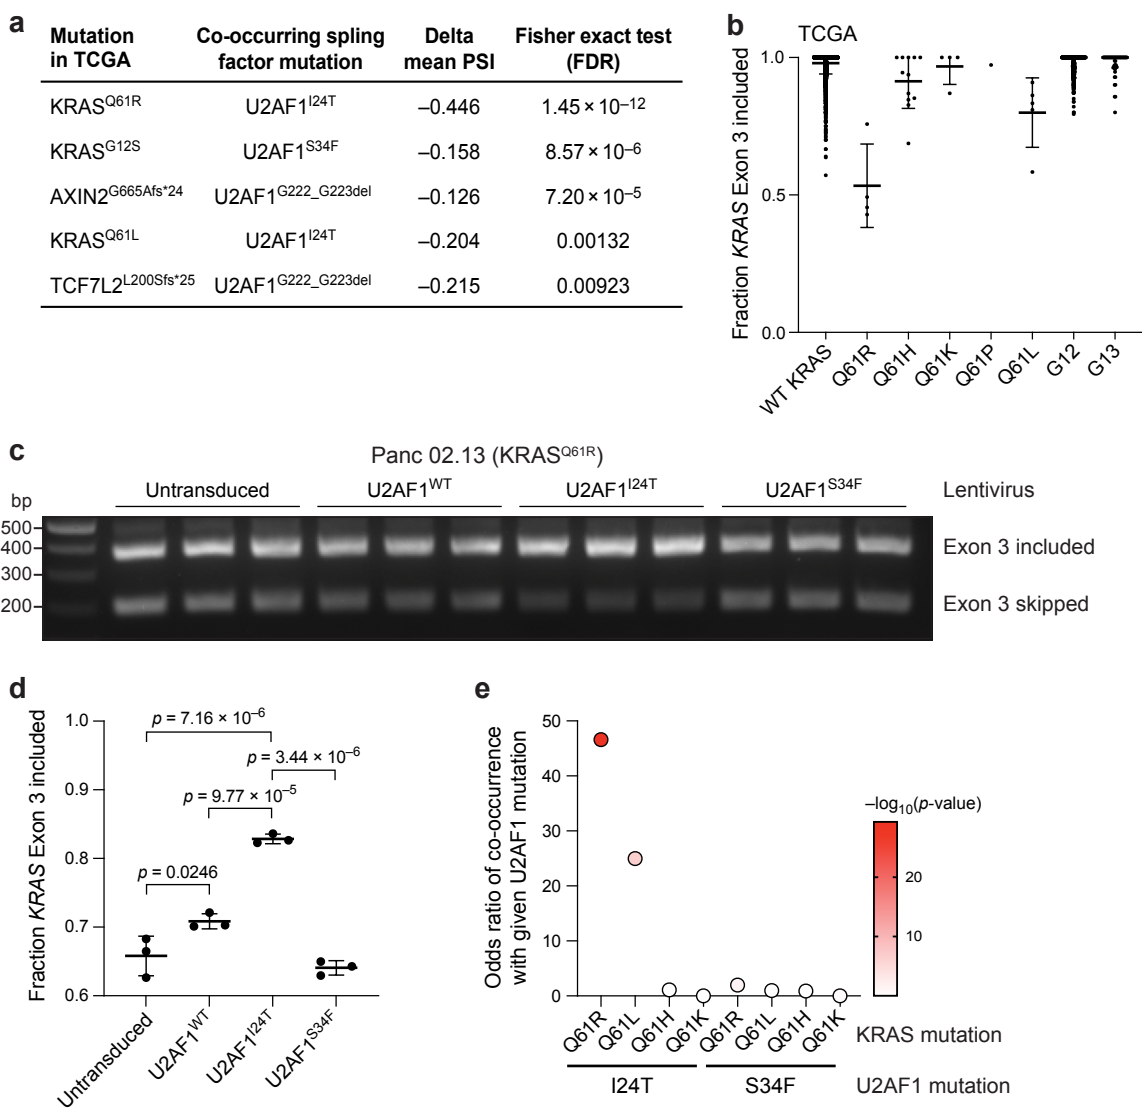 a
Mutation in TCGA
Co-occurring spling factor mutation
Delta mean PSI
Fisher exact test (FDR)
KRAS^Q61R U2AF1^I24T –0.446 1.45 × 10^–12
KRAS^G12S U2AF1^S34F –0.158 8.57 × 10^–6
AXIN2^G665Afs*24 U2AF1^G222_G223del –0.126 7.20 × 10^–5
KRAS^Q61L U2AF1^I24T –0.204 0.00132
TCF7L2^L200Sfs*25 U2AF1^G222_G223del –0.215 0.00923
b
TCGA
Fraction KRAS Exon 3 included
1.0
0.5
0.0
WT KRAS
Q61R
Q61H
Q61K
Q61P
Q61L
G12
G13
c
Panc 02.13 (KRAS^Q61R)
bp
Untransduced U2AF1^WT U2AF1^I24T U2AF1^S34F Lentivirus
500
400
300
200
Exon 3 included
Exon 3 skipped
d
Fraction KRAS Exon 3 included
1.0
0.9
0.8
0.7
0.6
p = 7.16 × 10^–6
p = 3.44 × 10^–6
p = 9.77 × 10^–5
p = 0.0246
Untransduced
U2AF1^WT
U2AF1^I24T
U2AF1^S34F
e
Odds ratio of co-occurrence
with given U2AF1 mutation
50
40
30
20
10
0
–log10(p-value)
20
10
Q61R Q61L Q61H Q61K Q61R Q61L Q61H Q61K KRAS mutation
I24T S34F U2AF1 mutation